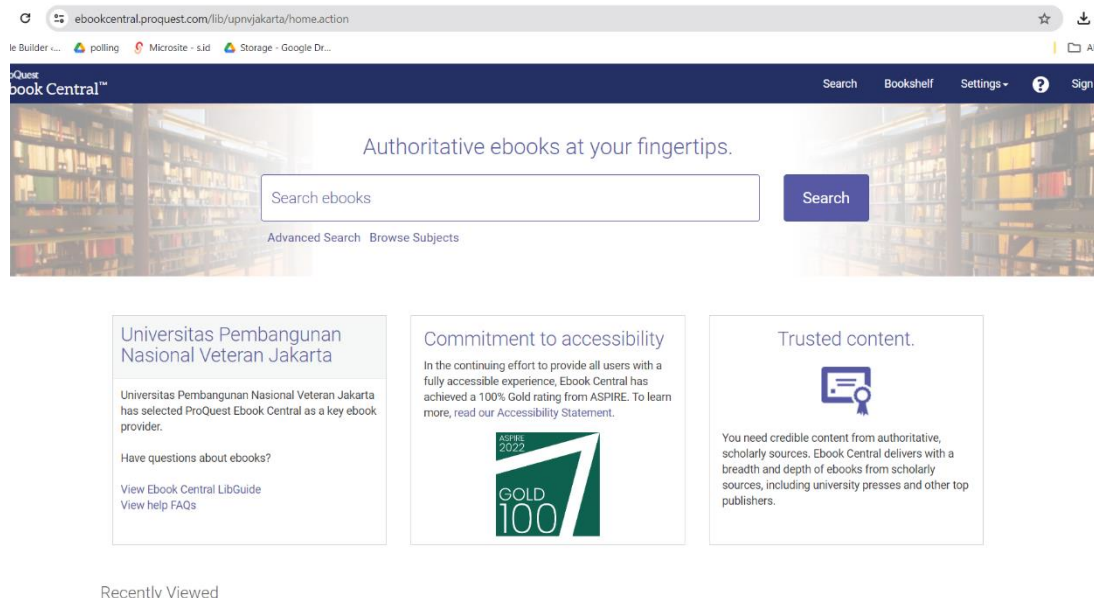 ebookcentral.proquest.com/lib/upnvjakarta/home.action
le Builder‹... polling Microsite - s.id Storage - Google Dr... Al
oQuest
book Central™ Search Bookshelf Settings ? Sign
Authoritative ebooks at your fingertips.
Search ebooks Search
Advanced Search Browse Subjects
Universitas Pembangunan
Nasional Veteran Jakarta
Universitas Pembangunan Nasional Veteran Jakarta
has selected ProQuest Ebook Central as a key ebook
provider.
Have questions about ebooks?
View Ebook Central LibGuide
View help FAQs
Commitment to accessibility
In the continuing effort to provide all users with a
fully accessible experience, Ebook Central has
achieved a 100% Gold rating from ASPIRE. To learn
more, read our Accessibility Statement.
ASPIRE
2022
GOLD
100
Trusted content.
You need credible content from authoritative,
scholarly sources. Ebook Central delivers with a
breadth and depth of ebooks from scholarly
sources, including university presses and other top
publishers.
Recently Viewed